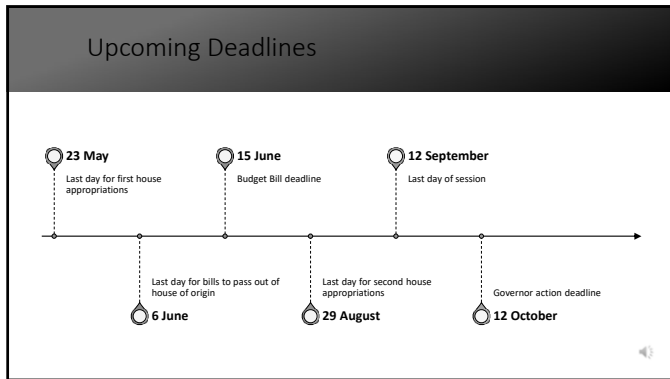 Upcoming Deadlines
23 May
Last day for first house
appropriations
15 June
Budget Bill deadline
12 September
Last day of session
Last day for bills to pass out of
house of origin
6 June
Last day for second house
appropriations
29 August
Governor action deadline
12 October